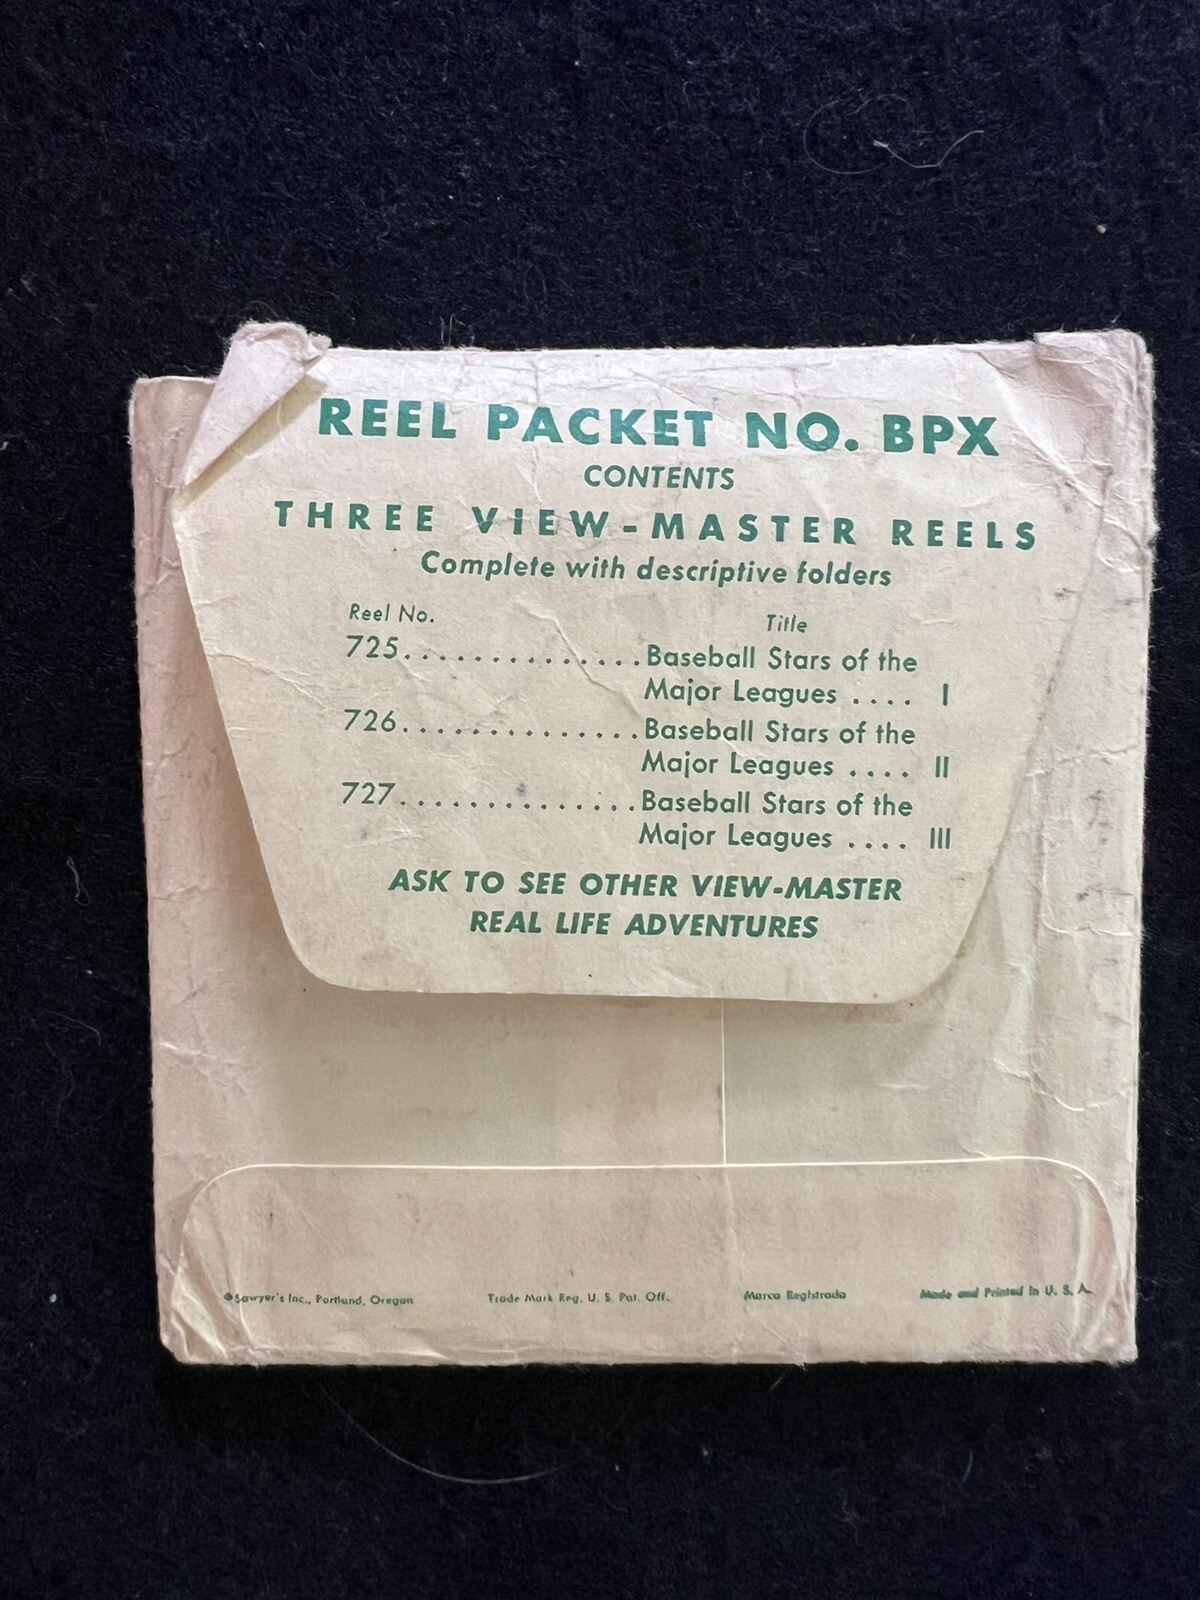 REEL PACKET NO. BPX
CONTENTS
THREE VIEW-MASTER REELS
Complete with descriptive folders
Reel No. Title
725..............Baseball Stars of the
Major Leagues .... I
726..............Baseball Stars of the
Major Leagues .... II
727..............Baseball Stars of the
Major Leagues .... III
ASK TO SEE OTHER VIEW-MASTER
REAL LIFE ADVENTURES
©Sawyer's Inc., Portland, Oregon Trade Mark Reg. U. S. Pat. Off. Marca Registrada Made and Printed in U. S. A.